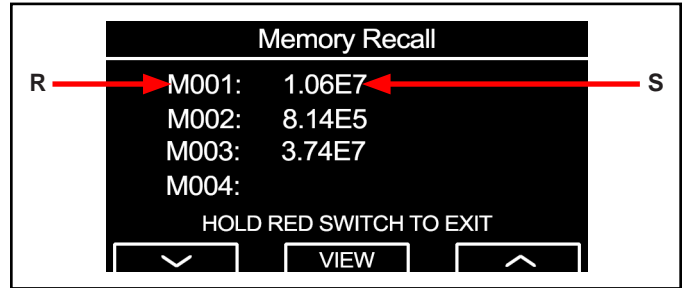 Memory Recall
R M001: 1.06E7 S
M002: 8.14E5
M003: 3.74E7
M004:
HOLD RED SWITCH TO EXIT
VIEW